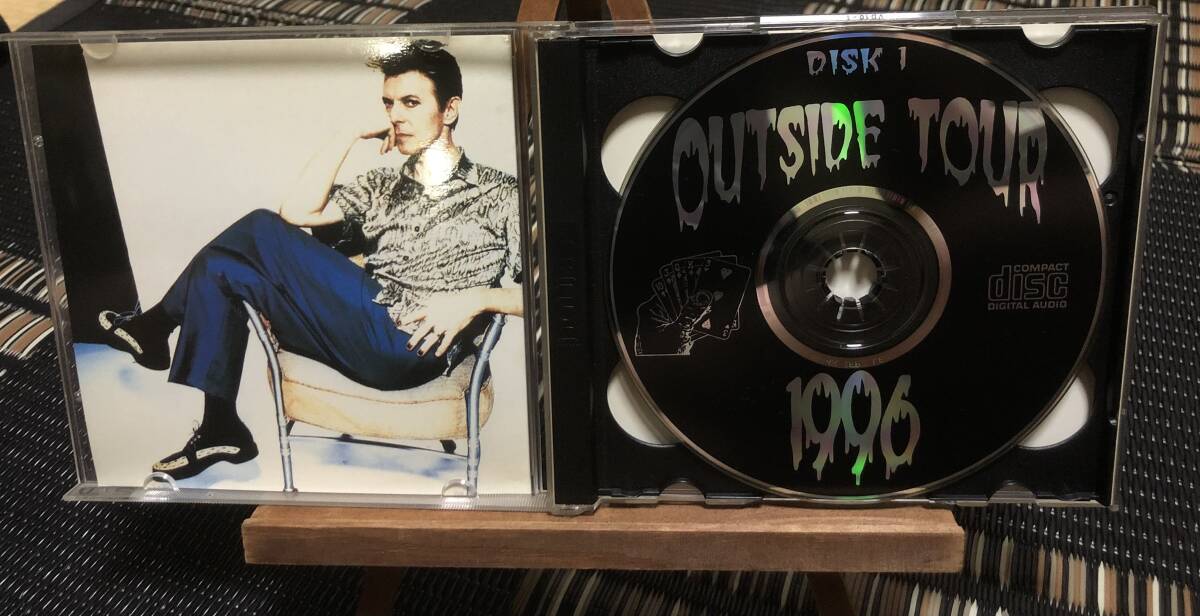 DISK 1
OUTSIDE TOUR
COMPACT
disc
DIGITAL AUDIO
1996